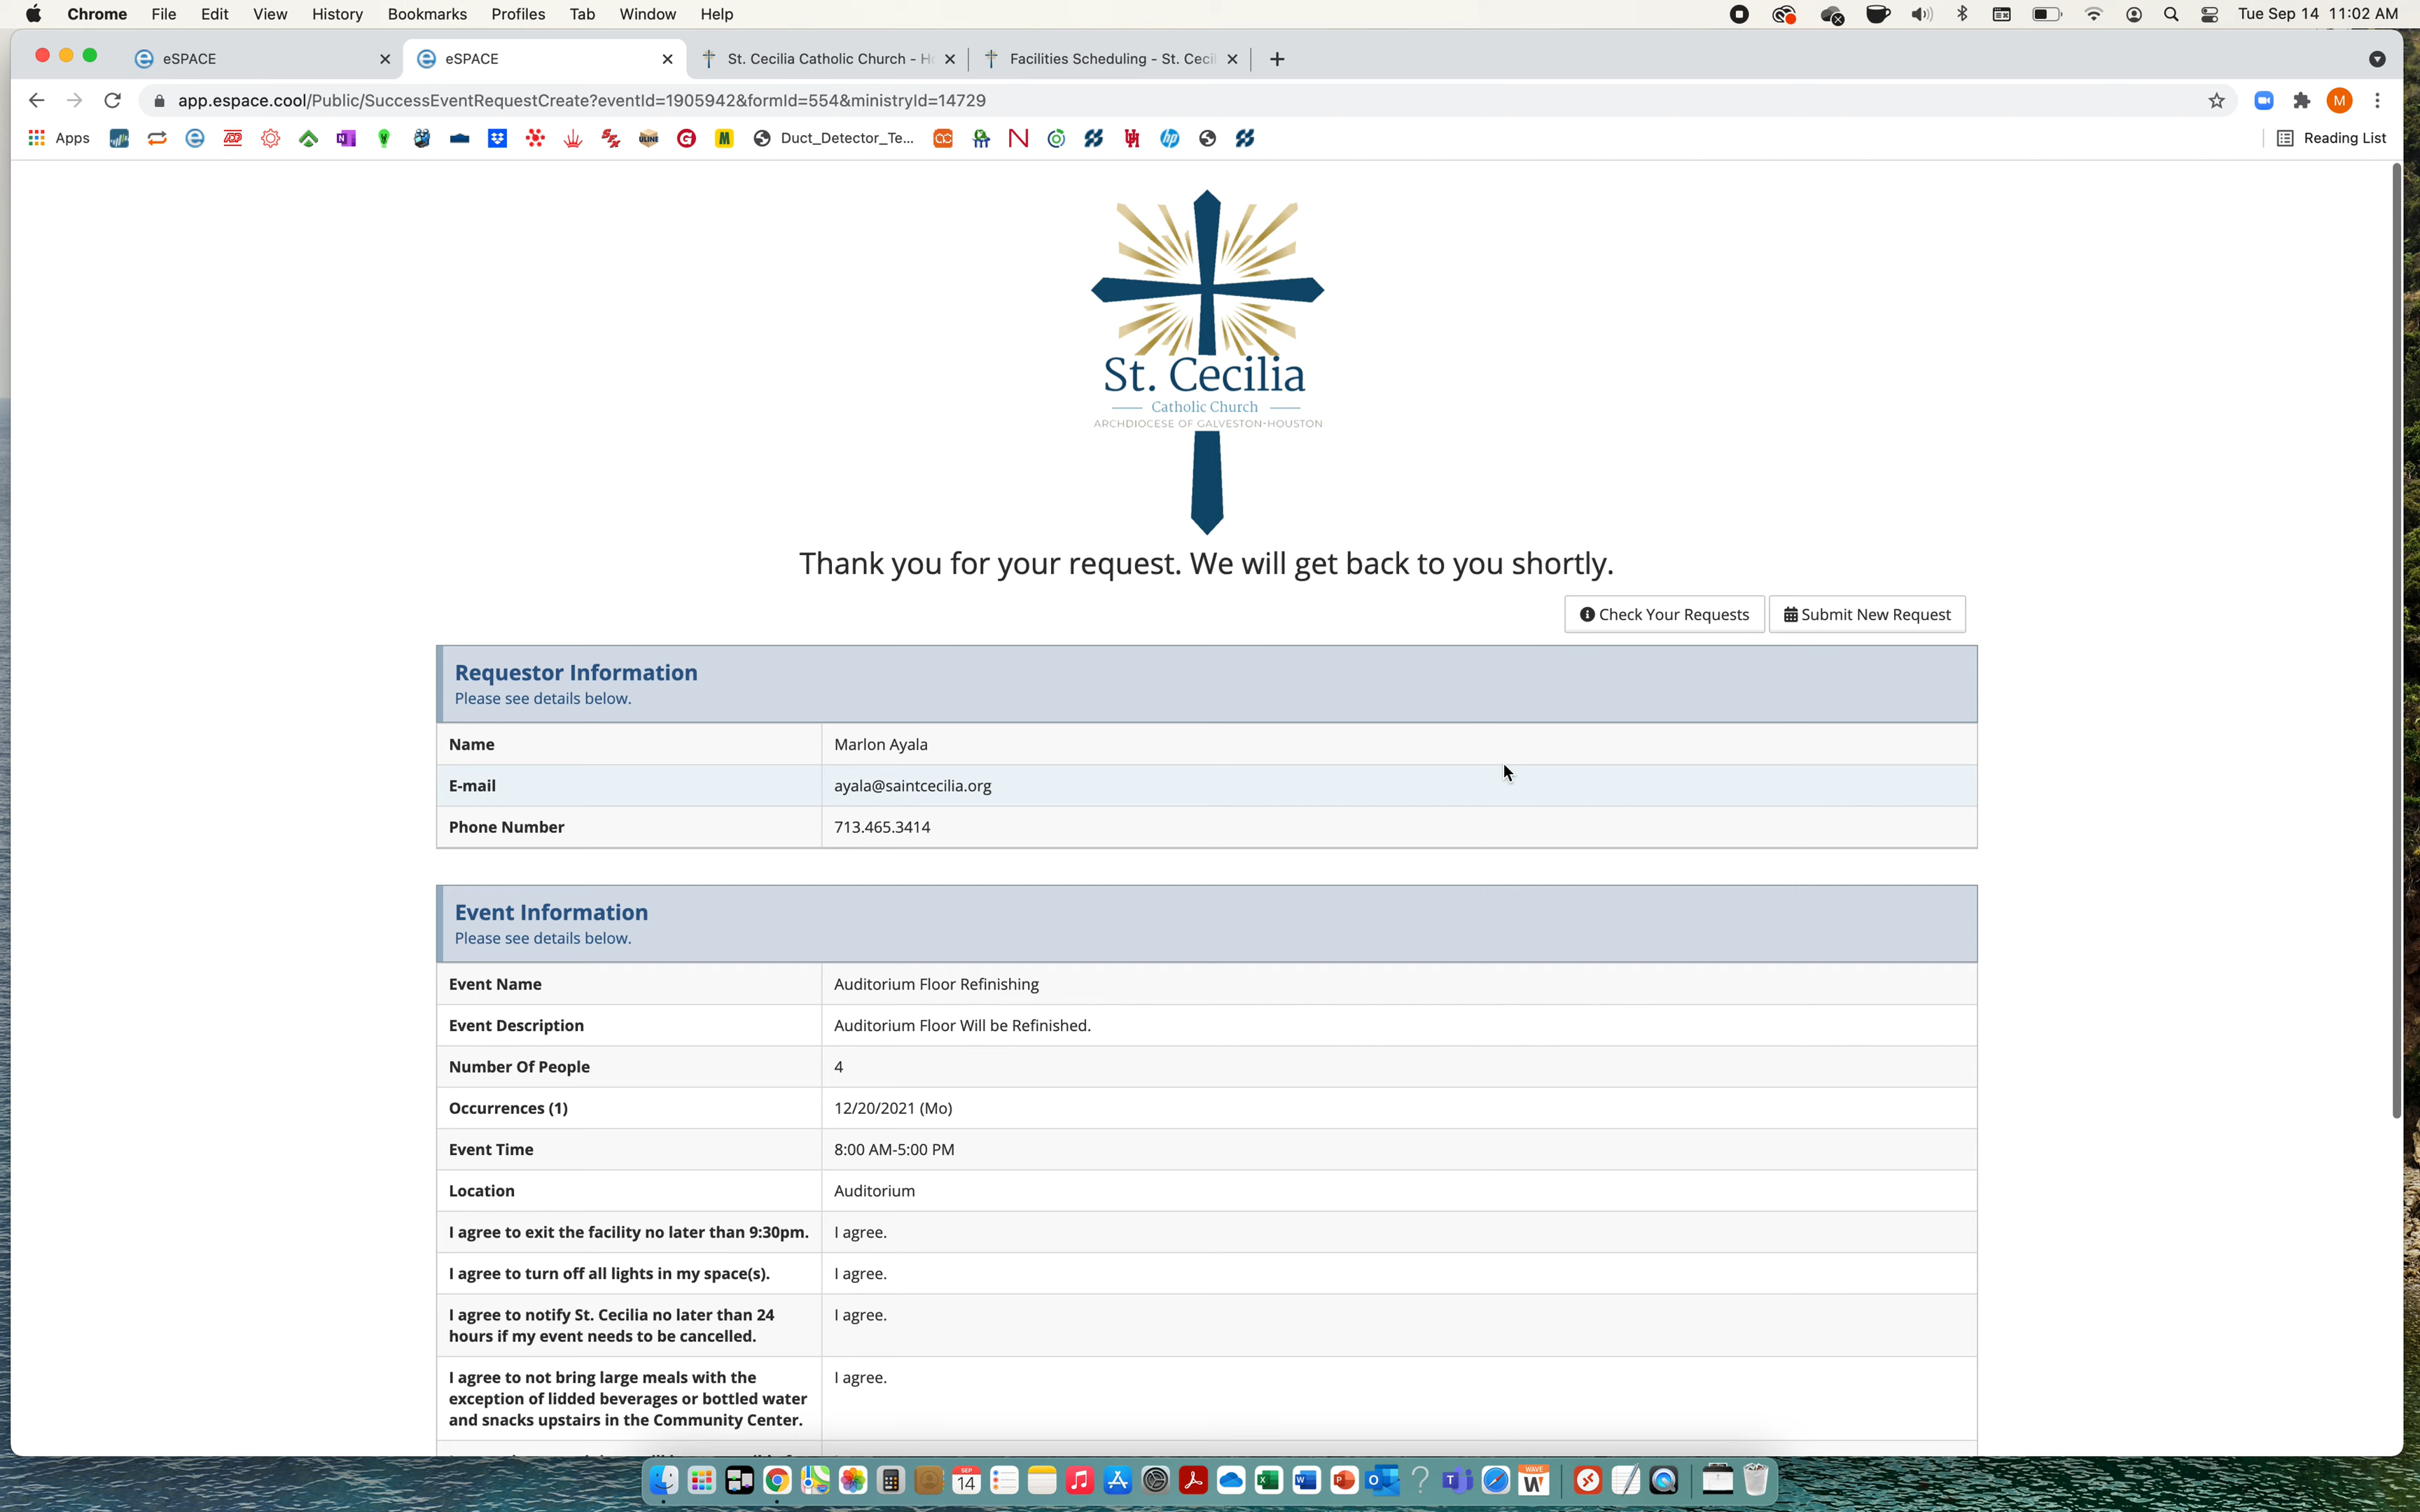 Chrome File Edit View History Bookmarks Profiles Tab Window Help Tue Sep 14 11:02 AM
eSPACE eSPACE St. Cecilia Catholic Church - Ho Facilities Scheduling - St. Cecil
app.espace.cool/Public/SuccessEventRequestCreate?eventId=1905942&formId=554&ministryId=14729 M
Apps ADP N ULINE G M Duct_Detector_Te... CC N hp Reading List
St. Cecilia
Catholic Church
ARCHDIOCESE OF GALVESTON-HOUSTON
Thank you for your request. We will get back to you shortly.
Check Your Requests Submit New Request
Requestor Information
Please see details below.
Name Marlon Ayala
E-mail ayala@saintcecilia.org
Phone Number 713.465.3414
Event Information
Please see details below.
Event Name Auditorium Floor Refinishing
Event Description Auditorium Floor Will be Refinished.
Number Of People 4
Occurrences (1) 12/20/2021 (Mo)
Event Time 8:00 AM-5:00 PM
Location Auditorium
I agree to exit the facility no later than 9:30pm. I agree.
I agree to turn off all lights in my space(s). I agree.
I agree to notify St. Cecilia no later than 24 I agree.
hours if my event needs to be cancelled.
I agree to not bring large meals with the I agree.
exception of lidded beverages or bottled water
and snacks upstairs in the Community Center.
SEP
14 W P O T WAVE
W